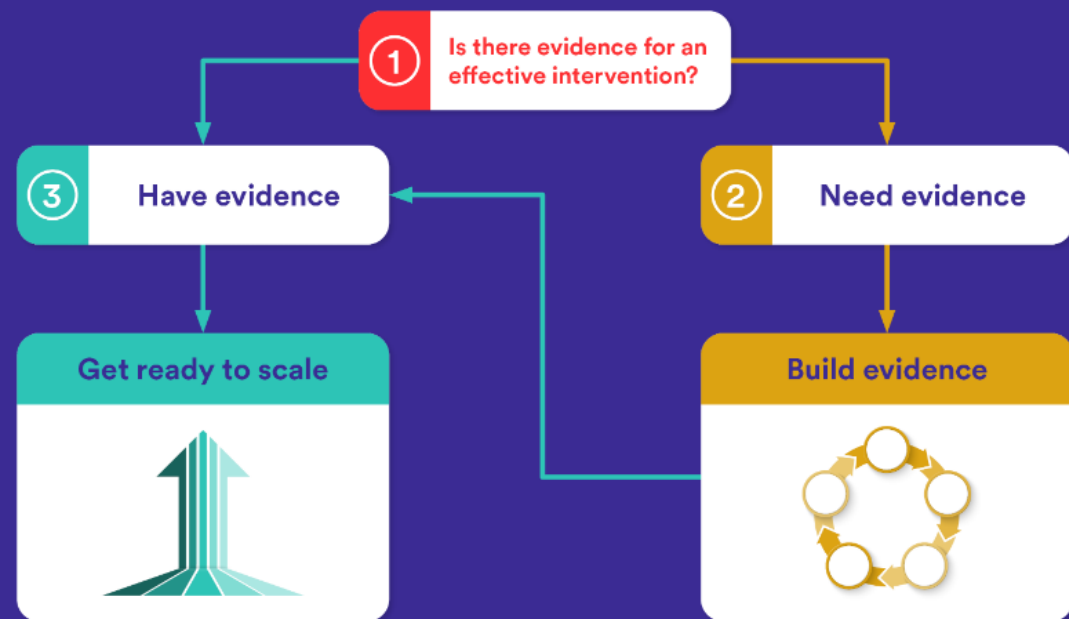 1
Is there evidence for an
effective intervention?
3
Have evidence
2
Need evidence
Get ready to scale
Build evidence